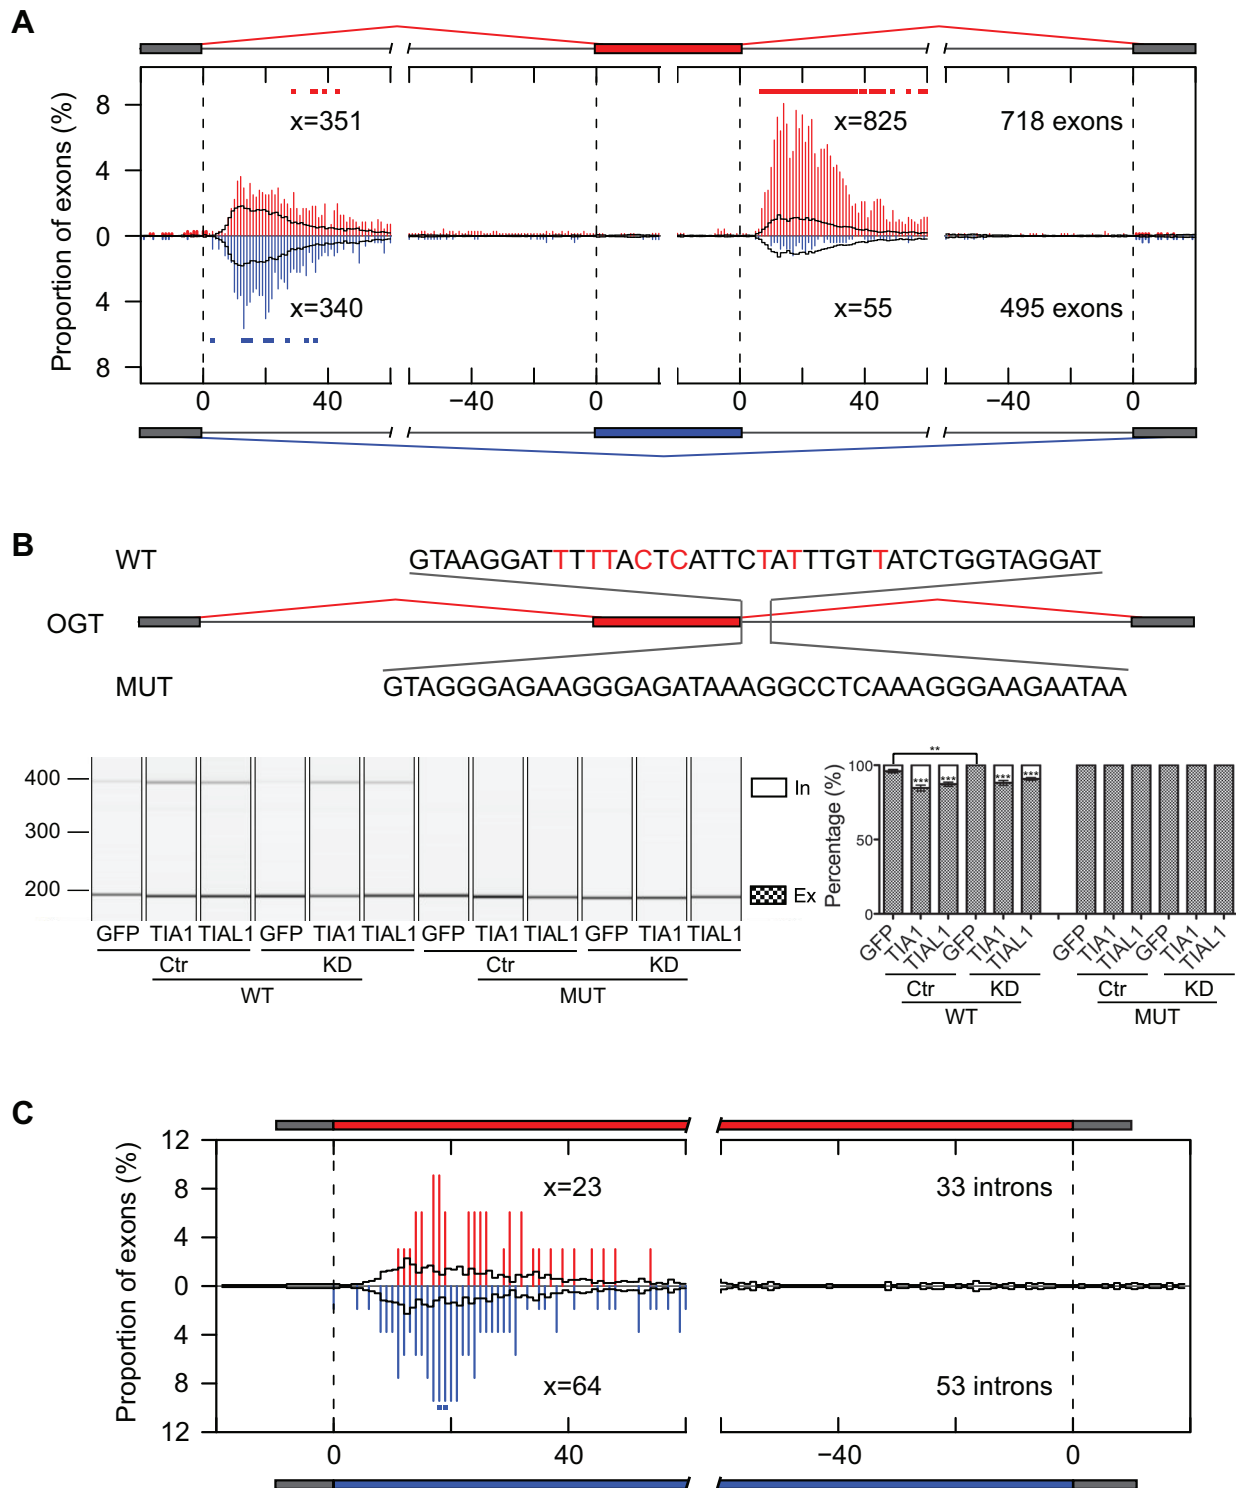 A
Proportion of exons (%)
8
4
0
4
8
x=351
x=825
718 exons
x=340
x=55
495 exons
0 40 −40 0 0 40 −40 0
B
WT
GTAAGGATTTTTACTCATTCTATTTGTTATCTGGTAGGAT
OGT
MUT
GTAGGGAGAAGGGAGATAAAGGCCTCAAAGGGAAGAATAA
400
300
200
GFP TIA1 TIAL1 GFP TIA1 TIAL1 GFP TIA1 TIAL1 GFP TIA1 TIAL1
Ctr KD Ctr KD
WT MUT
In
Ex
Percentage (%)
100
50
0
**
*** *** *** ***
GFP TIA1 TIAL1 GFP TIA1 TIAL1 GFP TIA1 TIAL1 GFP TIA1 TIAL1
Ctr KD Ctr KD
WT MUT
C
Proportion of exons (%)
12
8
4
0
4
8
12
x=23
33 introns
x=64
53 introns
0 40 −40 0